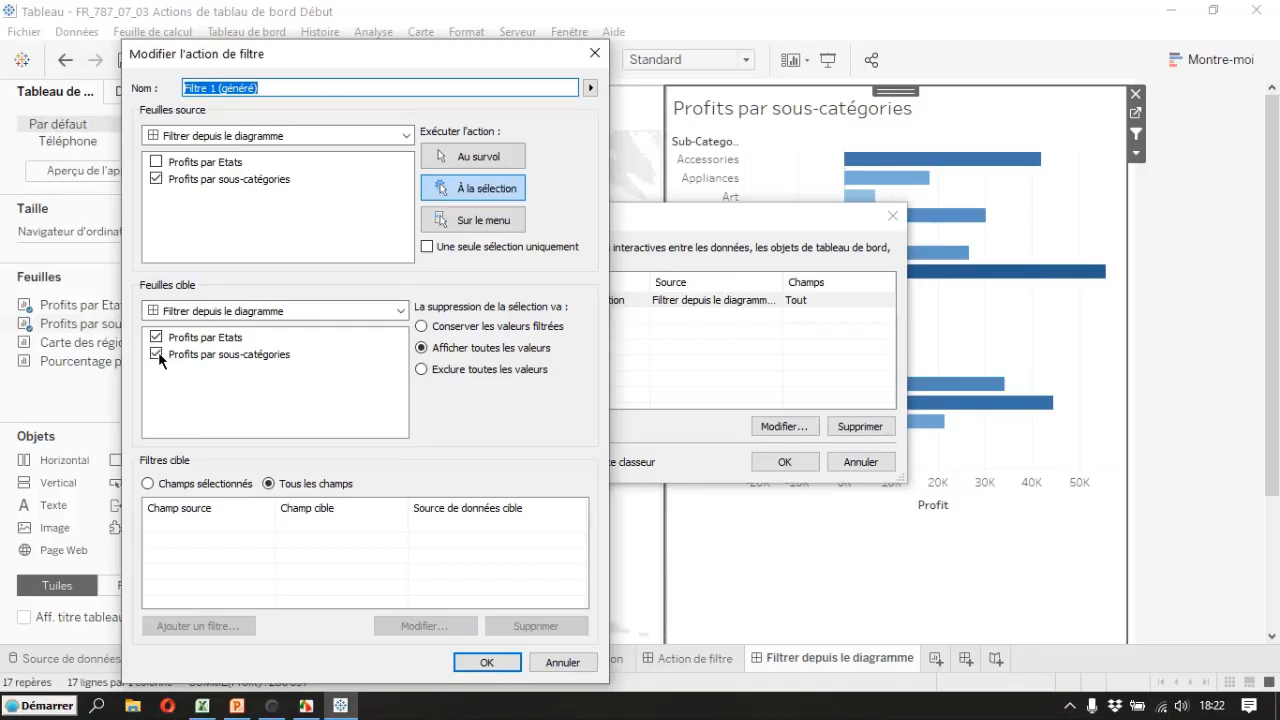 Tableau - FR_787_07_03 Actions de tablau de bord Début
Fichier Données Feuille de calcul Tableau de bord Histoire Analyse Carte Format Serveur Fenêtre Aide
Standard
Montre-moi
Tableau de ...
Par défaut
Téléphone
Aperçu de l'app
Taille
Navigateur d'ordinat
Feuilles
Profits par Eta
Profits par sou
Carte des régi
Pourcentage p
Objets
Horizontal
Vertical
Texte
Image
Page Web
Tuiles
Aff. titre tableau
Modifier l'action de filtre
Nom :
Filtre 1 (généré)
Feuilles source
Filtrer depuis le diagramme
Profits par Etats
Profits par sous-catégories
Exécuter l'action :
Au survol
À la sélection
Sur le menu
Une seule sélection uniquement
Feuilles cible
Filtrer depuis le diagramme
Profits par Etats
Profits par sous-catégories
La suppression de la sélection va :
Conserver les valeurs filtrées
Afficher toutes les valeurs
Exclure toutes les valeurs
Filtres cible
Champs sélectionnés
Tous les champs
Champ source Champ cible Source de données cible
Ajouter un filtre... Modifier... Supprimer
OK Annuler
s interactives entre les données, les objets de tableau de bord,
Source Champs
tion Filtrer depuis le diagramm... Tout
Modifier... Supprimer
e classeur
OK Annuler
Profits par sous-catégories
Sub-Catego..
Accessories
Appliances
Art
20K 30K 40K 50K
Profit
Source de données
on
Action de filtre
Filtrer depuis le diagramme
17 repères
Démarrer
18:22